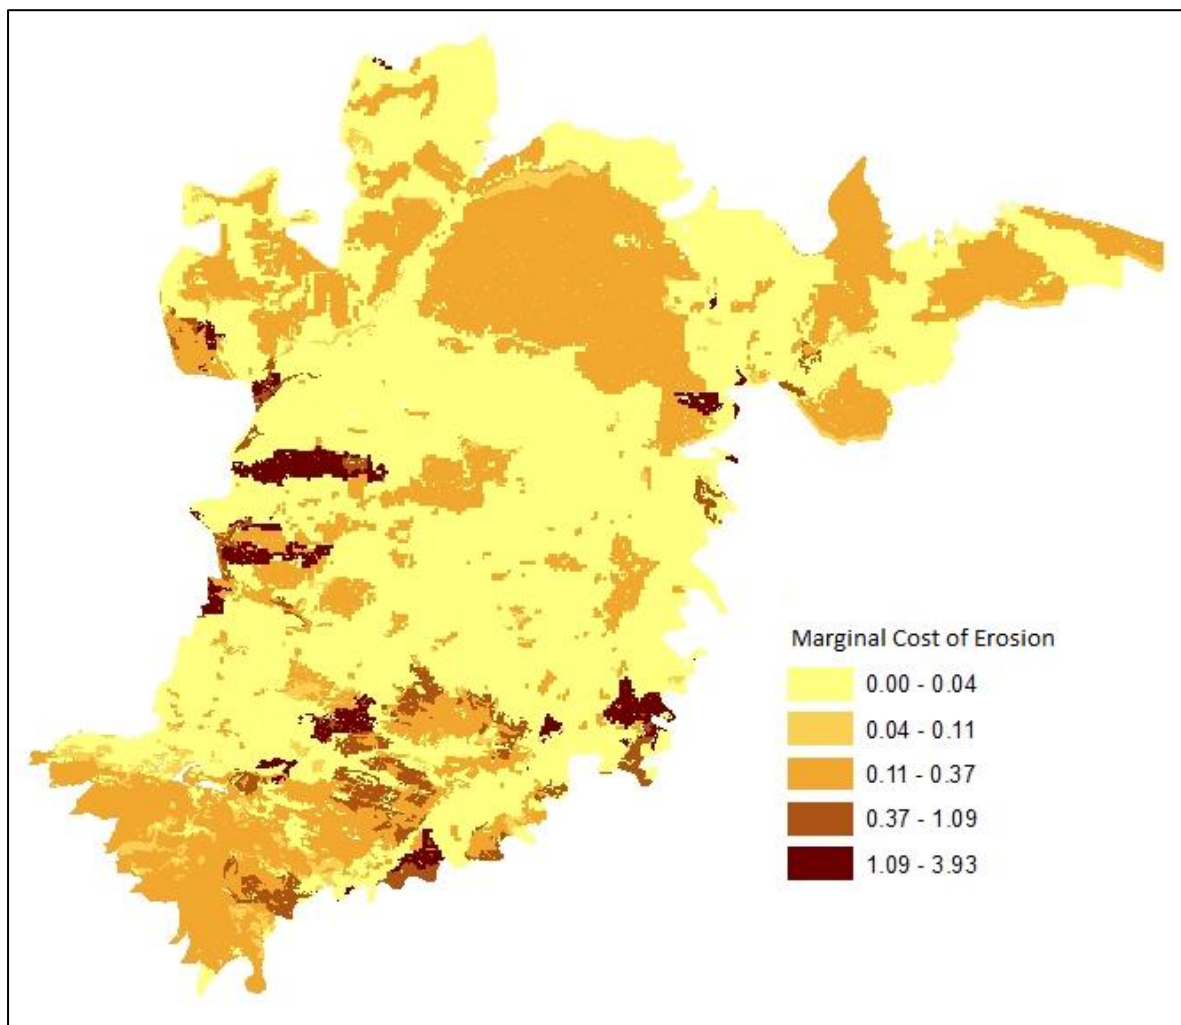 Marginal Cost of Erosion
0.00 - 0.04
0.04 - 0.11
0.11 - 0.37
0.37 - 1.09
1.09 - 3.93